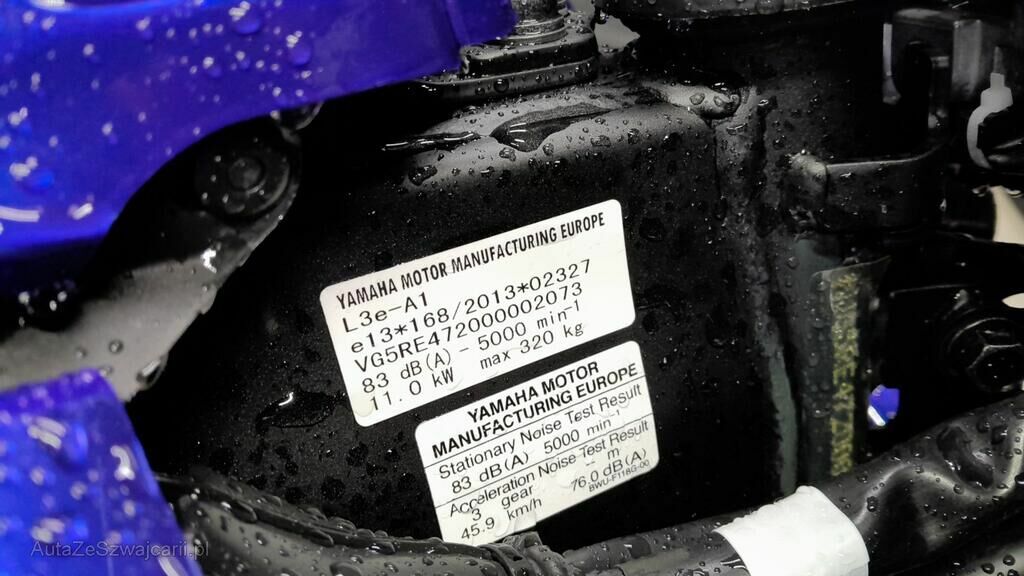 YAMAHA MOTOR MANUFACTURING EUROPE
L3e-A1
e13*168/2013*02327
VG5RE472000002073
83 dB(A) - 5000 min-1
11.0 kW max 320 kg
YAMAHA MOTOR
MANUFACTURING EUROPE
Stationary Noise Test Result
83 dB(A) 5000 min-1
Acceleration Noise Test Result
3 gear -- m
45.9 km/h 76.0 dB(A)
BWU-F118G-00
AutaZeSzwajcarii.pl